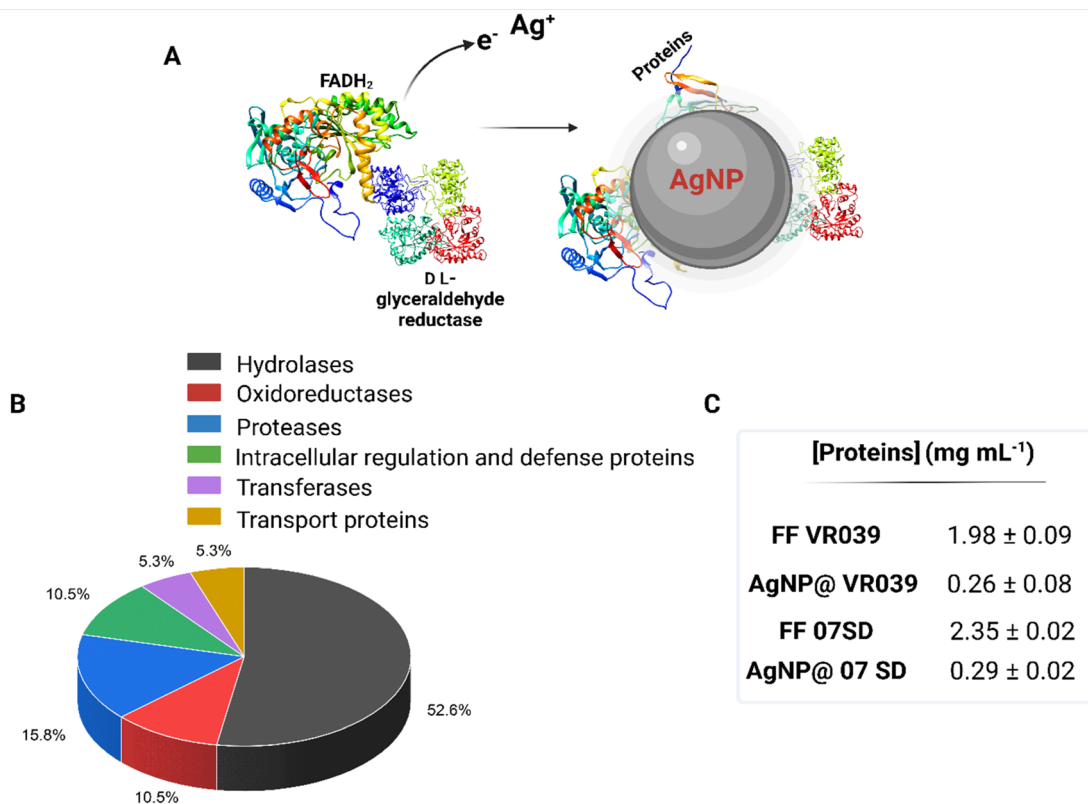 A
FADH₂
e⁻ Ag⁺
Proteins
AgNP
D L-
glyceraldehyde
reductase
B
Hydrolases
Oxidoreductases
Proteases
Intracellular regulation and defense proteins
Transferases
Transport proteins
5.3%
5.3%
10.5%
52.6%
15.8%
10.5%
C
[Proteins] (mg mL⁻¹)
FF VR039 1.98 ± 0.09
AgNP@ VR039 0.26 ± 0.08
FF 07SD 2.35 ± 0.02
AgNP@ 07 SD 0.29 ± 0.02